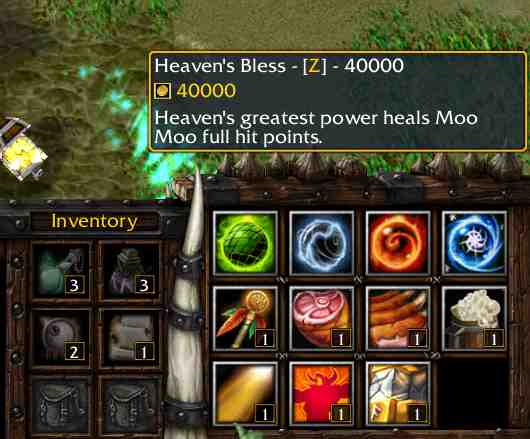 Heaven's Bless - [Z] - 40000
40000
Heaven's greatest power heals Moo
Moo full hit points.
Inventory
3 3
1 1 1 1
2 1
1 1 1